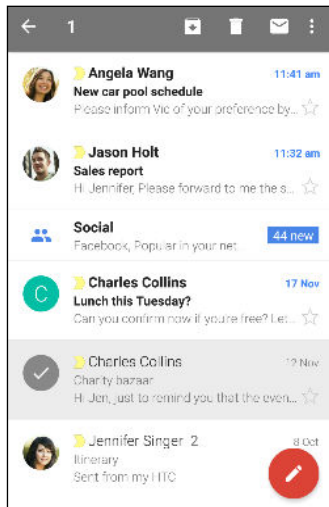 1
Angela Wang 11:41 am
New car pool schedule
Please inform Vic of your preference by...
Jason Holt 11:32 am
Sales report
Hi Jennifer, Please forward to me the s...
Social
44 new
Facebook, Popular in your net
C
Charles Collins 17 Nov
Lunch this Tuesday?
Can you confirm now if you're free? Let...
Charles Collins 12 Nov
Charity bazaar
Hi Jen, just to remind you that the even...
Jennifer Singer 2 8 Oct
Itinerary
Sent from my HTC